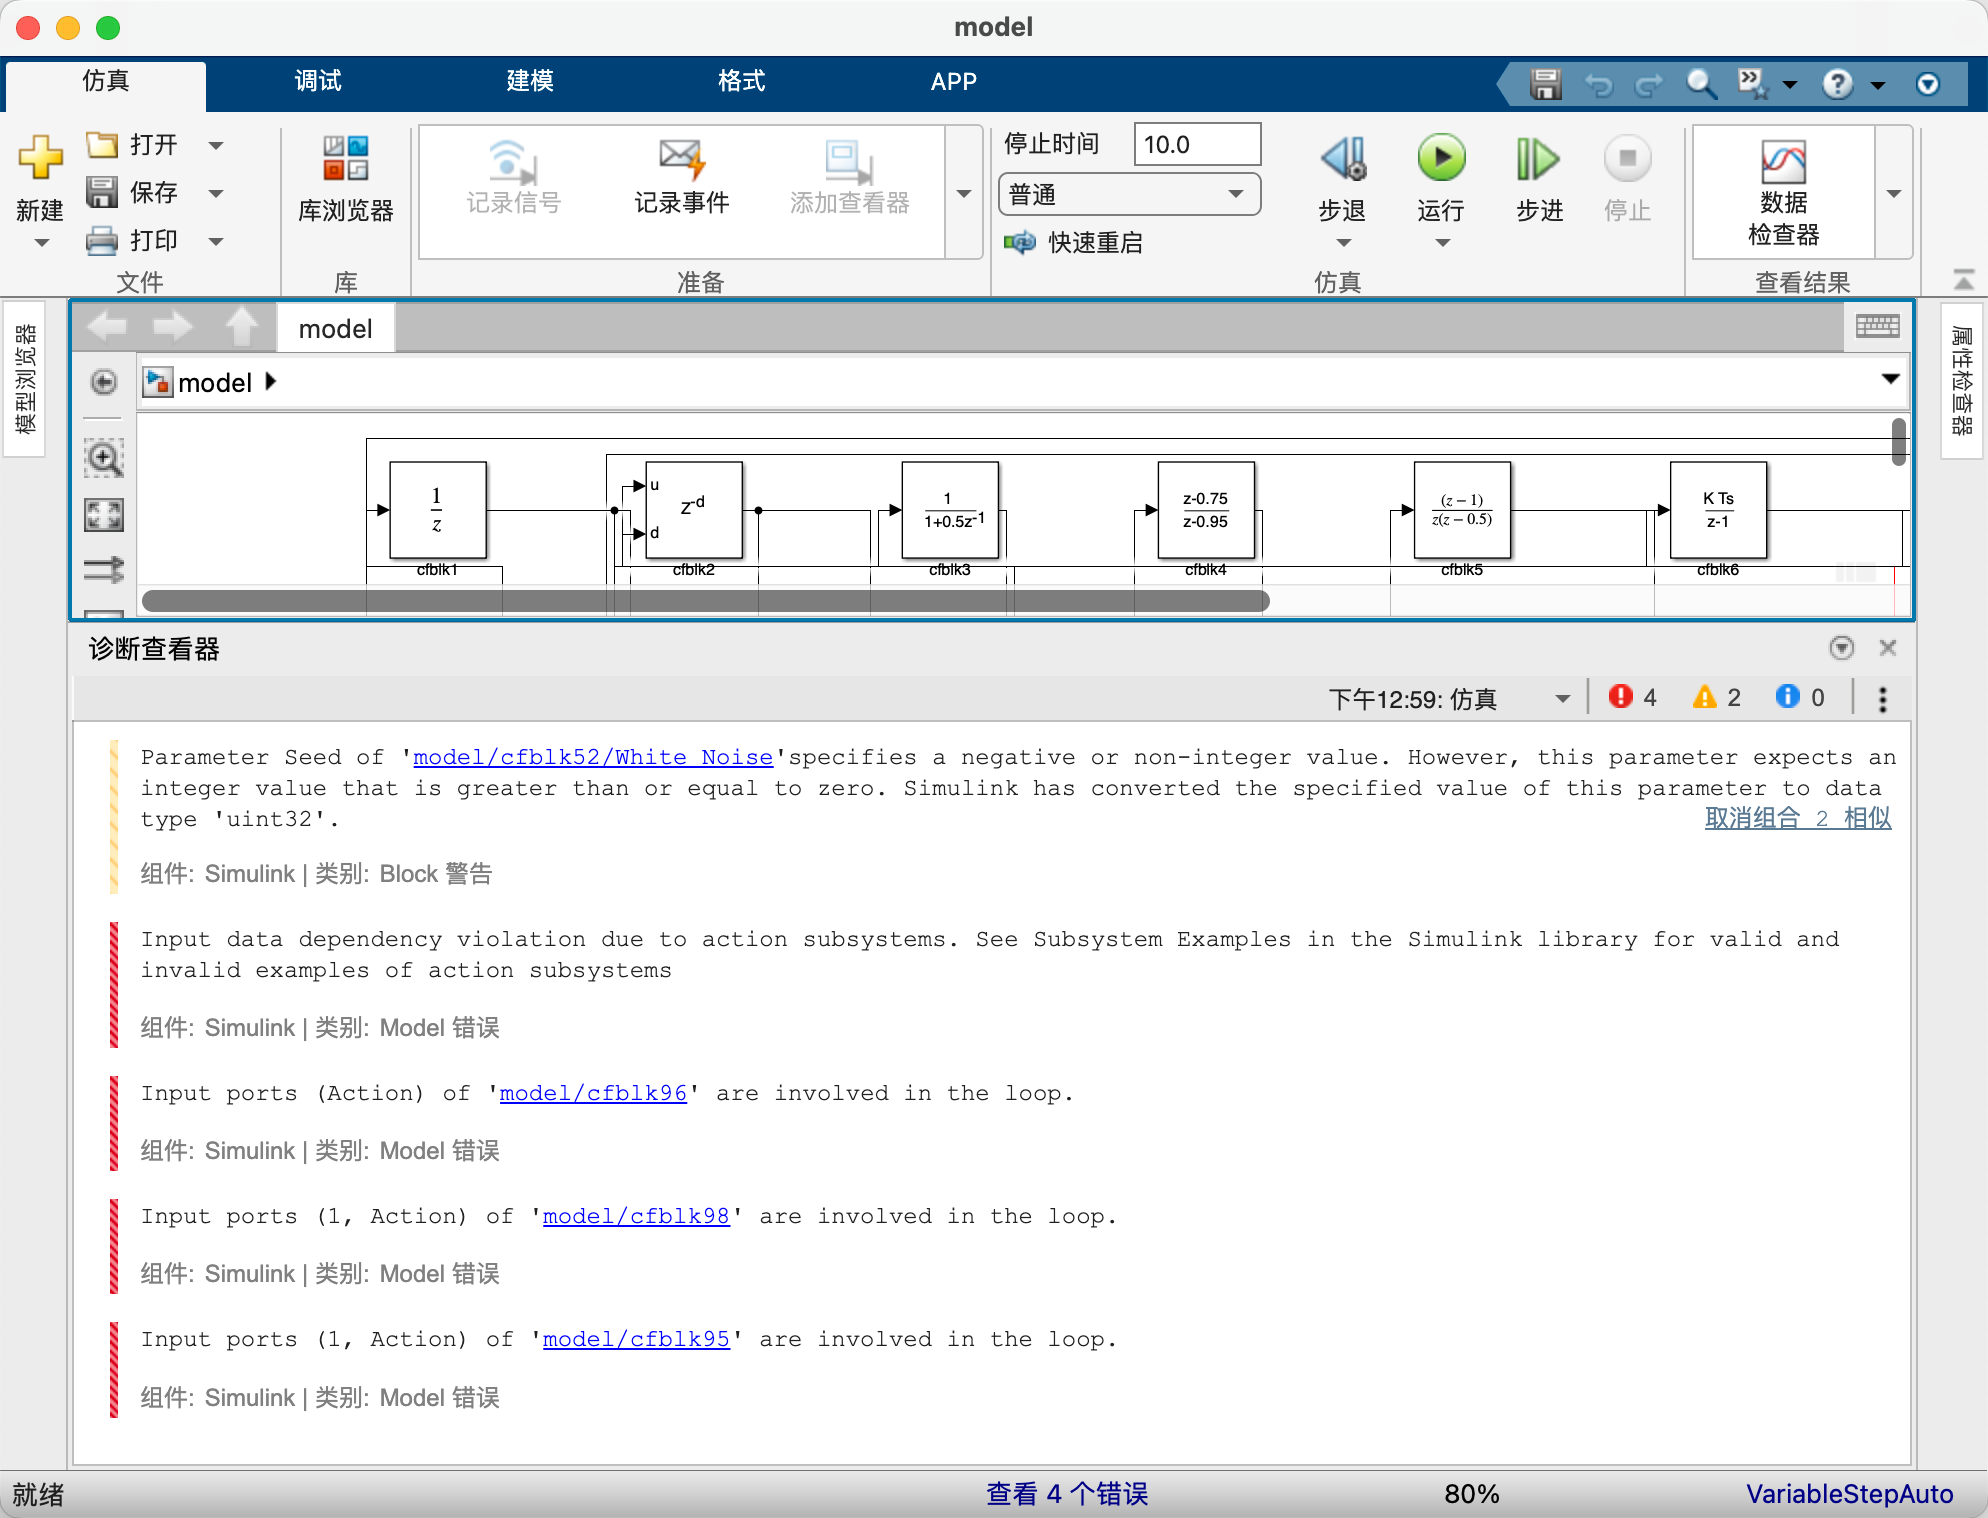 model
仿真
调试
建模
格式
APP
新建
打开
保存
打印
文件
库浏览器
库
记录信号
记录事件
添加查看器
准备
停止时间
10.0
普通
快速重启
步退
运行
步进
停止
仿真
数据
检查器
查看结果
模型浏览器
属性检查器
model
model
1
z
cfblk1
u
d
z-d
cfblk2
1
1+0.5z-1
cfblk3
z-0.75
z-0.95
cfblk4
(z − 1)
z(z − 0.5)
cfblk5
K Ts
z-1
cfblk6
诊断查看器
下午12:59: 仿真
4
2
0
Parameter Seed of 'model/cfblk52/White Noise'specifies a negative or non-integer value. However, this parameter expects an
integer value that is greater than or equal to zero. Simulink has converted the specified value of this parameter to data
type 'uint32'.
取消组合 2 相似
组件: Simulink | 类别: Block 警告
Input data dependency violation due to action subsystems. See Subsystem Examples in the Simulink library for valid and
invalid examples of action subsystems
组件: Simulink | 类别: Model 错误
Input ports (Action) of 'model/cfblk96' are involved in the loop.
组件: Simulink | 类别: Model 错误
Input ports (1, Action) of 'model/cfblk98' are involved in the loop.
组件: Simulink | 类别: Model 错误
Input ports (1, Action) of 'model/cfblk95' are involved in the loop.
组件: Simulink | 类别: Model 错误
就绪
查看 4 个错误
80%
VariableStepAuto